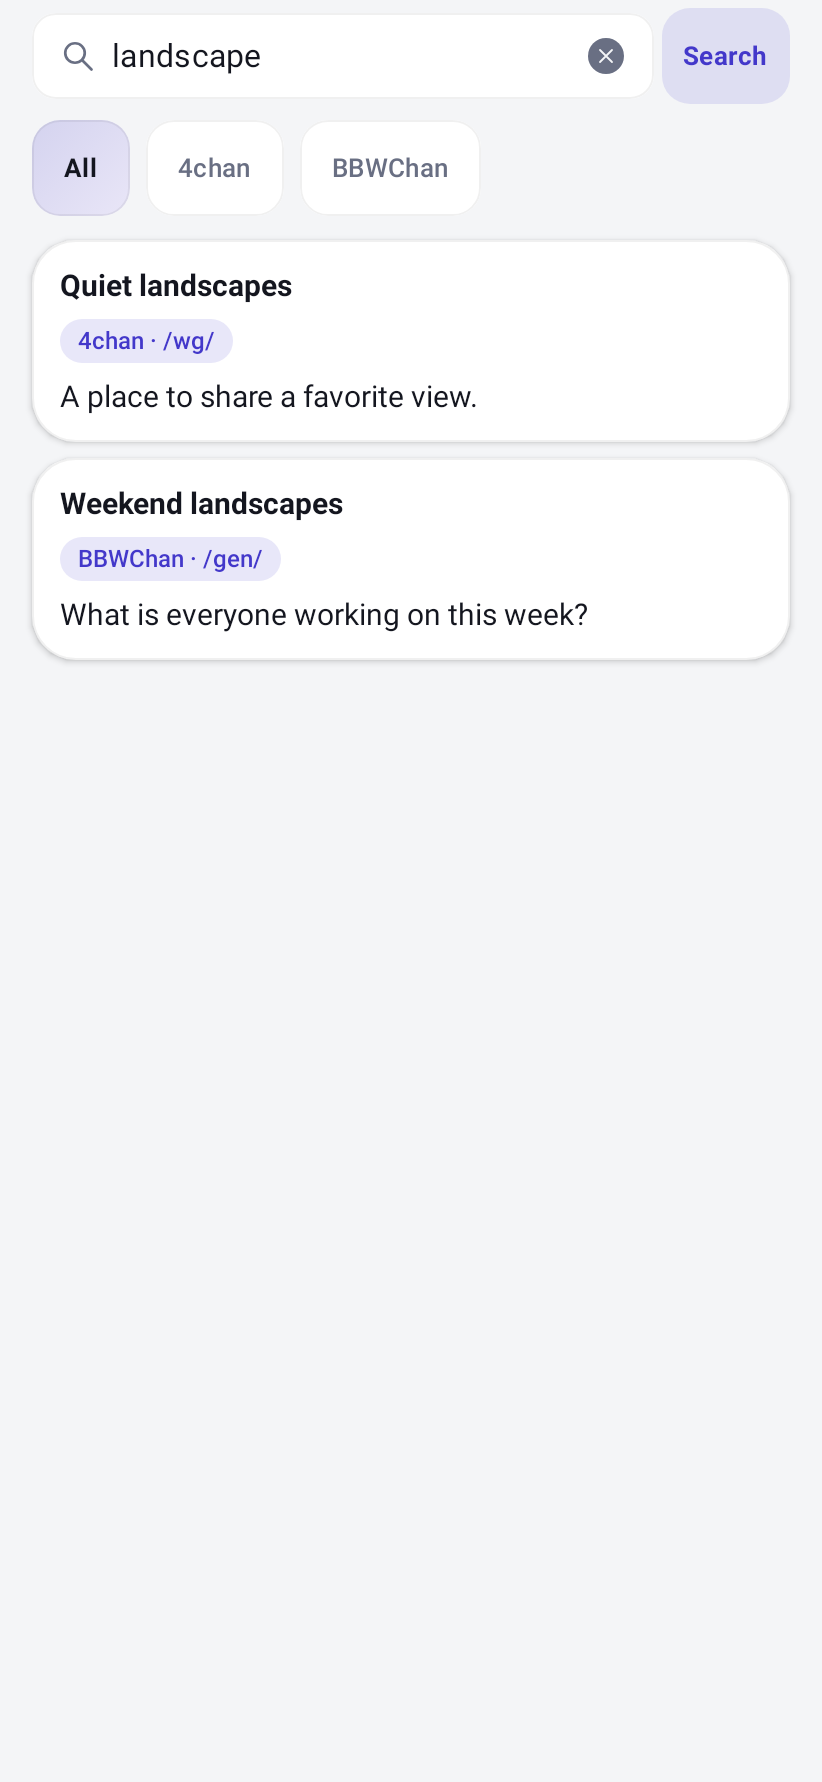 landscape
Search
All
4chan
BBWChan
Quiet landscapes
4chan · /wg/
A place to share a favorite view.
Weekend landscapes
BBWChan · /gen/
What is everyone working on this week?